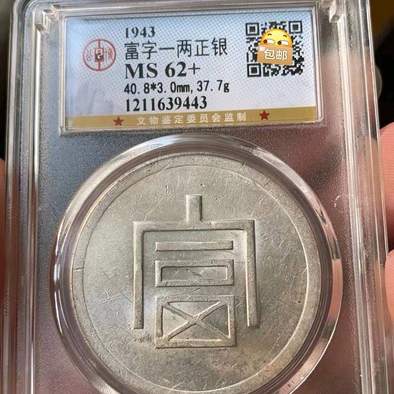 1943
富字一两正银
包邮
MS 62+
40.8*3.0mm,37.7g
1211639443
★ 文物鉴定委员会监制 ★
富